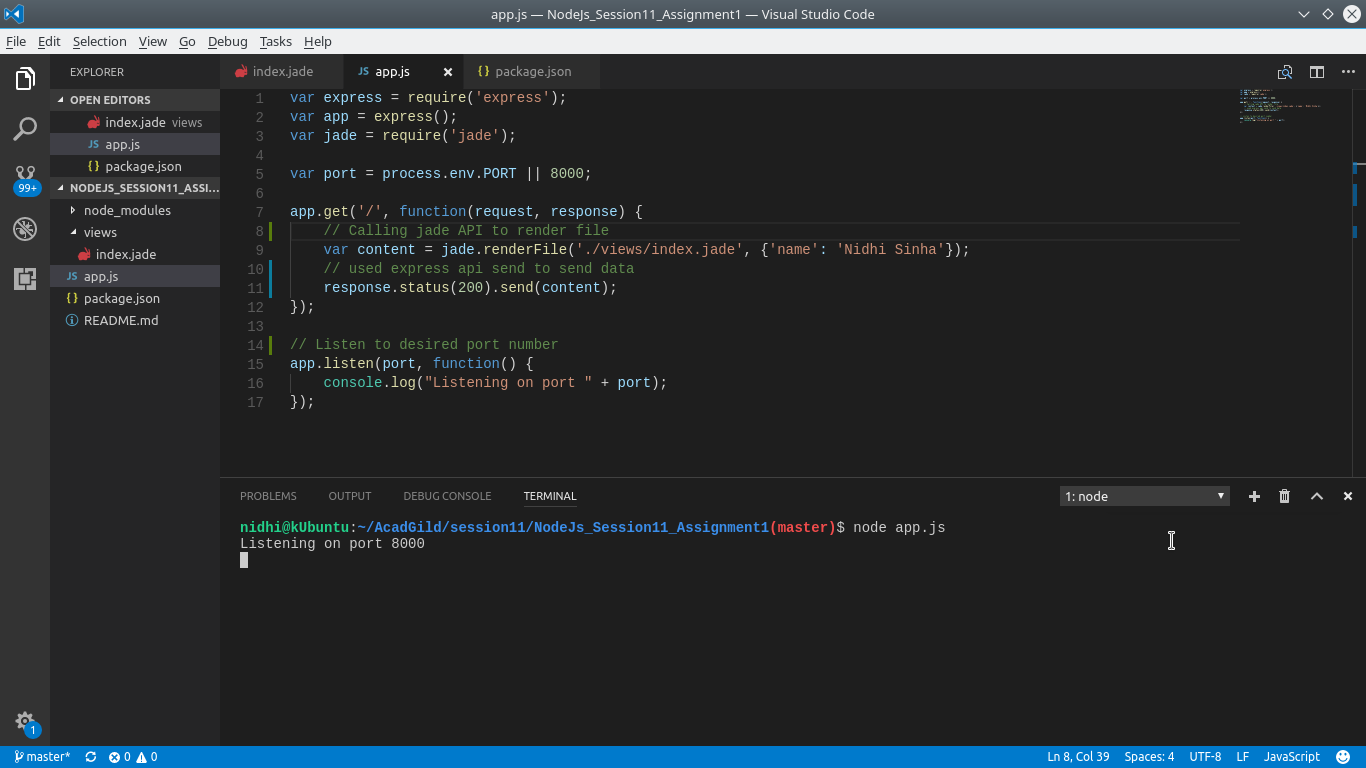 app.js — NodeJs_Session11_Assignment1 — Visual Studio Code
File Edit Selection View Go Debug Tasks Help
EXPLORER
OPEN EDITORS
index.jade views
app.js
package.json
NODEJS_SESSION11_ASSI...
node_modules
views
index.jade
JS app.js
{} package.json
README.md
99+
1
index.jade JS app.js × {} package.json
1 var express = require('express');
2 var app = express();
3 var jade = require('jade');
4
5 var port = process.env.PORT || 8000;
6
7 app.get('/', function(request, response) {
8 // Calling jade API to render file
9 var content = jade.renderFile('./views/index.jade', {'name': 'Nidhi Sinha'});
10 // used express api send to send data
11 response.status(200).send(content);
12 });
13
14 // Listen to desired port number
15 app.listen(port, function() {
16 console.log("Listening on port " + port);
17 });
PROBLEMS OUTPUT DEBUG CONSOLE TERMINAL 1: node
nidhi@kUbuntu:~/AcadGild/session11/NodeJs_Session11_Assignment1(master)$ node app.js
Listening on port 8000
master* 0 0 Ln 8, Col 39 Spaces: 4 UTF-8 LF JavaScript